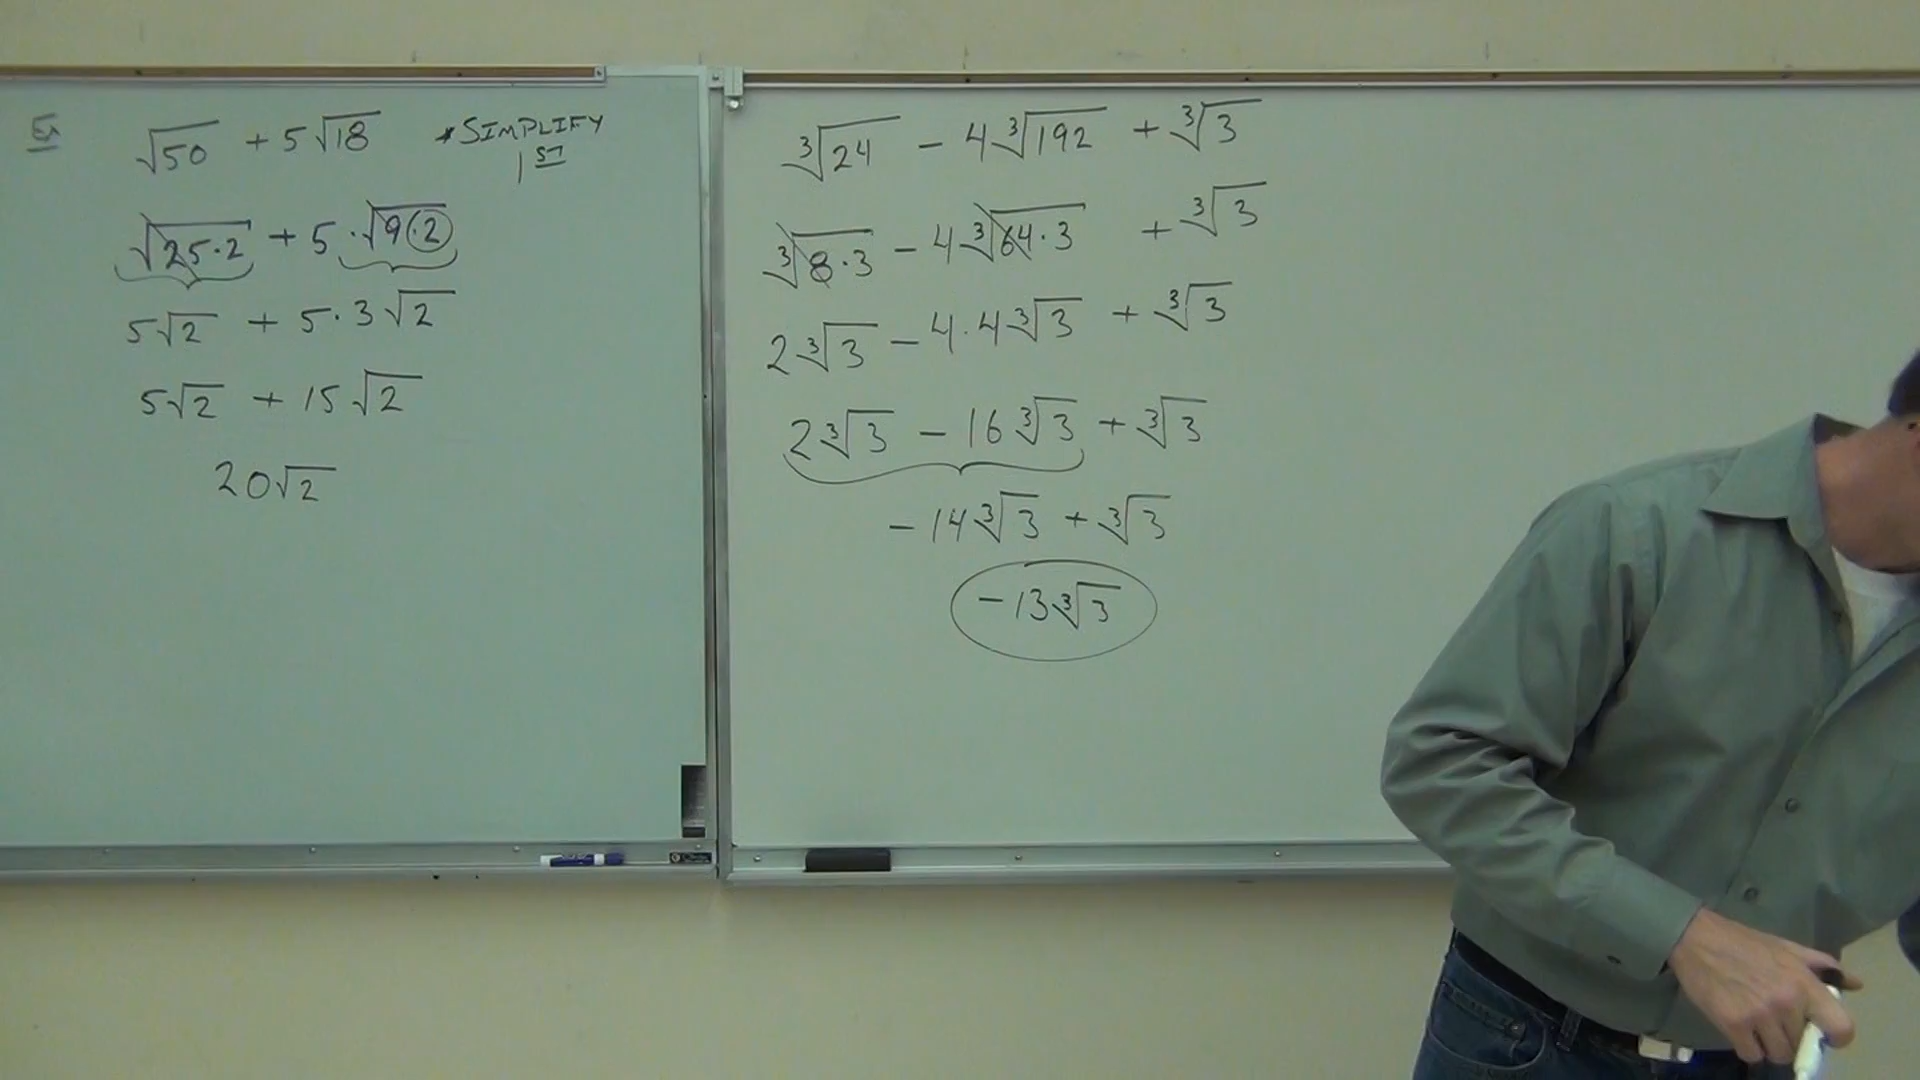 Ex √50 + 5√18 *SIMPLIFY 1ST
√25·2 + 5·√9·2
5√2 + 5·3√2
5√2 + 15√2
20√2
∛24 − 4∛192 + ∛3
∛8·3 − 4∛64·3 + ∛3
2∛3 − 4·4∛3 + ∛3
2∛3 − 16∛3 + ∛3
−14∛3 + ∛3
−13∛3